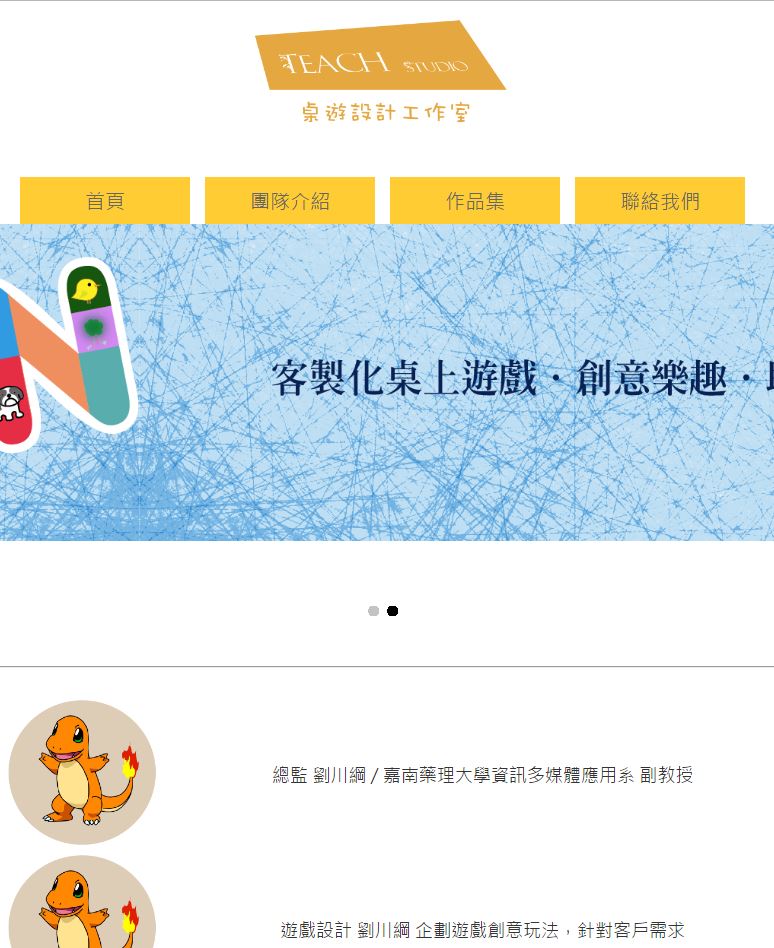 TEACH STUDIO
桌遊設計工作室
首頁
團隊介紹
作品集
聯絡我們
客製化桌上遊戲．創意樂趣．
總監 劉川綱 / 嘉南藥理大學資訊多媒體應用系 副教授
遊戲設計 劉川綱 企劃遊戲創意玩法，針對客戶需求